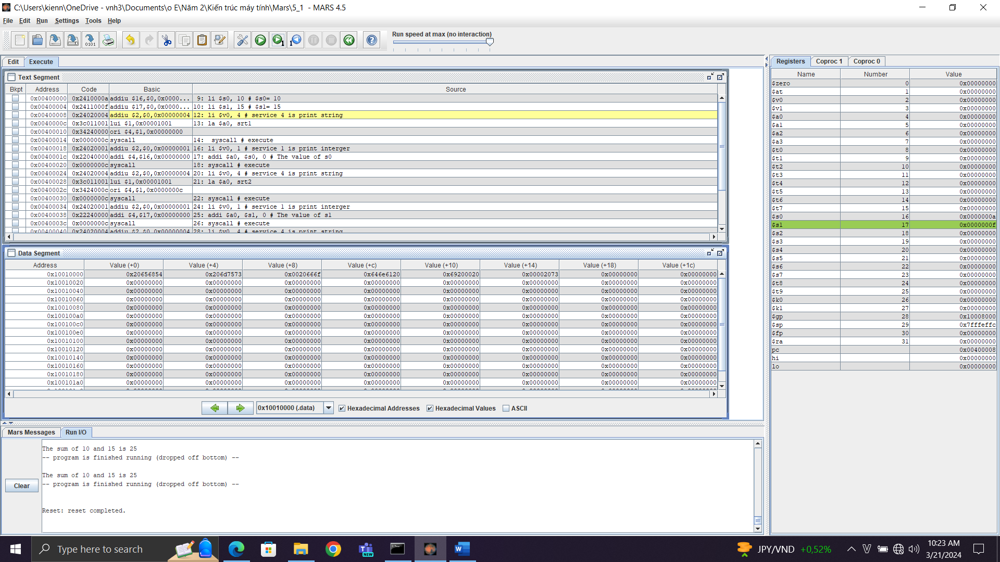 C:\Users\kienn\OneDrive - vnh3\Documents\o E\Năm 2\Kiến trúc máy tính\Mars\5_1 - MARS 4.5
File Edit Run Settings Tools Help
Run speed at max (no interaction)
Edit Execute
Text Segment
Bkpt Address Code Basic Source
0x00400000 0x2410000a addiu $16,$0,0x0000... 9: li $s0, 10 # $s0= 10
0x00400004 0x2411000f addiu $17,$0,0x0000... 10: li $s1, 15 # $s1= 15
0x00400008 0x24020004 addiu $2,$0,0x00000004 12: li $v0, 4 # service 4 is print string
0x0040000c 0x3c011001 lui $1,0x00001001 13: la $a0, srt1
0x00400010 0x34240000 ori $4,$1,0x00000000
0x00400014 0x0000000c syscall 14: syscall # execute
0x00400018 0x24020001 addiu $2,$0,0x00000001 16: li $v0, 1 # service 1 is print interger
0x0040001c 0x22040000 addi $4,$16,0x00000000 17: addi $a0, $s0, 0 # The value of s0
0x00400020 0x0000000c syscall 18: syscall # execute
0x00400024 0x24020004 addiu $2,$0,0x00000004 20: li $v0, 4 # service 4 is print string
0x00400028 0x3c011001 lui $1,0x00001001 21: la $a0, srt2
0x0040002c 0x3424000c ori $4,$1,0x0000000c
0x00400030 0x0000000c syscall 22: syscall # execute
0x00400034 0x24020001 addiu $2,$0,0x00000001 24: li $v0, 1 # service 1 is print interger
0x00400038 0x22240000 addi $4,$17,0x00000000 25: addi $a0, $s1, 0 # The value of s1
0x0040003c 0x0000000c syscall 26: syscall # execute
0x00400040 0x24020004 addiu $2,$0,0x00000004 28: li $v0, 4 # service 4 is print string
Data Segment
Address Value (+0) Value (+4) Value (+8) Value (+c) Value (+10) Value (+14) Value (+18) Value (+1c)
0x10010000 0x20656854 0x206d7573 0x0020666f 0x646e6120 0x69200020 0x00002073 0x00000000 0x00000000
0x10010020 0x00000000 0x00000000 0x00000000 0x00000000 0x00000000 0x00000000 0x00000000 0x00000000
0x10010040 0x00000000 0x00000000 0x00000000 0x00000000 0x00000000 0x00000000 0x00000000 0x00000000
0x10010060 0x00000000 0x00000000 0x00000000 0x00000000 0x00000000 0x00000000 0x00000000 0x00000000
0x10010080 0x00000000 0x00000000 0x00000000 0x00000000 0x00000000 0x00000000 0x00000000 0x00000000
0x100100a0 0x00000000 0x00000000 0x00000000 0x00000000 0x00000000 0x00000000 0x00000000 0x00000000
0x100100c0 0x00000000 0x00000000 0x00000000 0x00000000 0x00000000 0x00000000 0x00000000 0x00000000
0x100100e0 0x00000000 0x00000000 0x00000000 0x00000000 0x00000000 0x00000000 0x00000000 0x00000000
0x10010100 0x00000000 0x00000000 0x00000000 0x00000000 0x00000000 0x00000000 0x00000000 0x00000000
0x10010120 0x00000000 0x00000000 0x00000000 0x00000000 0x00000000 0x00000000 0x00000000 0x00000000
0x10010140 0x00000000 0x00000000 0x00000000 0x00000000 0x00000000 0x00000000 0x00000000 0x00000000
0x10010160 0x00000000 0x00000000 0x00000000 0x00000000 0x00000000 0x00000000 0x00000000 0x00000000
0x10010180 0x00000000 0x00000000 0x00000000 0x00000000 0x00000000 0x00000000 0x00000000 0x00000000
0x100101a0 0x00000000 0x00000000 0x00000000 0x00000000 0x00000000 0x00000000 0x00000000 0x00000000
0x10010000 (.data) Hexadecimal Addresses Hexadecimal Values ASCII
Mars Messages Run I/O
The sum of 10 and 15 is 25
-- program is finished running (dropped off bottom) --
The sum of 10 and 15 is 25
-- program is finished running (dropped off bottom) --
Reset: reset completed.
Clear
Registers Coproc 1 Coproc 0
Name Number Value
$zero 0 0x00000000
$at 1 0x00000000
$v0 2 0x00000000
$v1 3 0x00000000
$a0 4 0x00000000
$a1 5 0x00000000
$a2 6 0x00000000
$a3 7 0x00000000
$t0 8 0x00000000
$t1 9 0x00000000
$t2 10 0x00000000
$t3 11 0x00000000
$t4 12 0x00000000
$t5 13 0x00000000
$t6 14 0x00000000
$t7 15 0x00000000
$s0 16 0x0000000a
$s1 17 0x0000000f
$s2 18 0x00000000
$s3 19 0x00000000
$s4 20 0x00000000
$s5 21 0x00000000
$s6 22 0x00000000
$s7 23 0x00000000
$t8 24 0x00000000
$t9 25 0x00000000
$k0 26 0x00000000
$k1 27 0x00000000
$gp 28 0x10008000
$sp 29 0x7fffeffc
$fp 30 0x00000000
$ra 31 0x00000000
pc 0x00400008
hi 0x00000000
lo 0x00000000
Type here to search
NEW
JPY/VND +0,52%
10:23 AM
3/21/2024